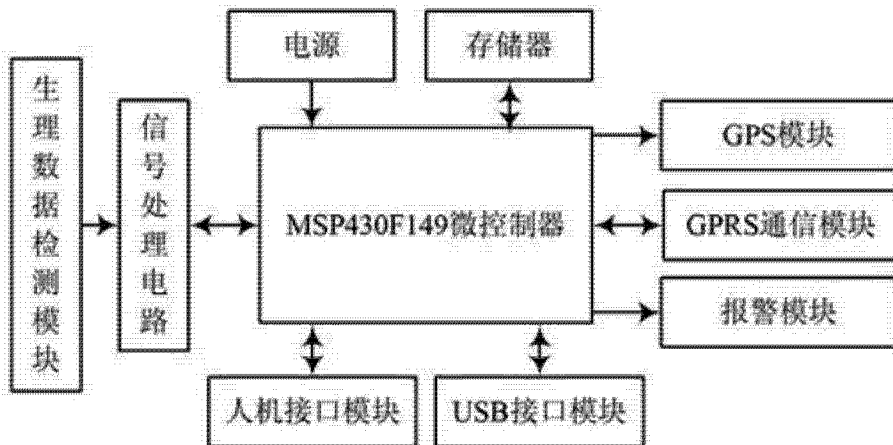 电源
存储器
生理数据检测模块
信号处理电路
MSP430F149微控制器
GPS模块
GPRS通信模块
报警模块
人机接口模块
USB接口模块